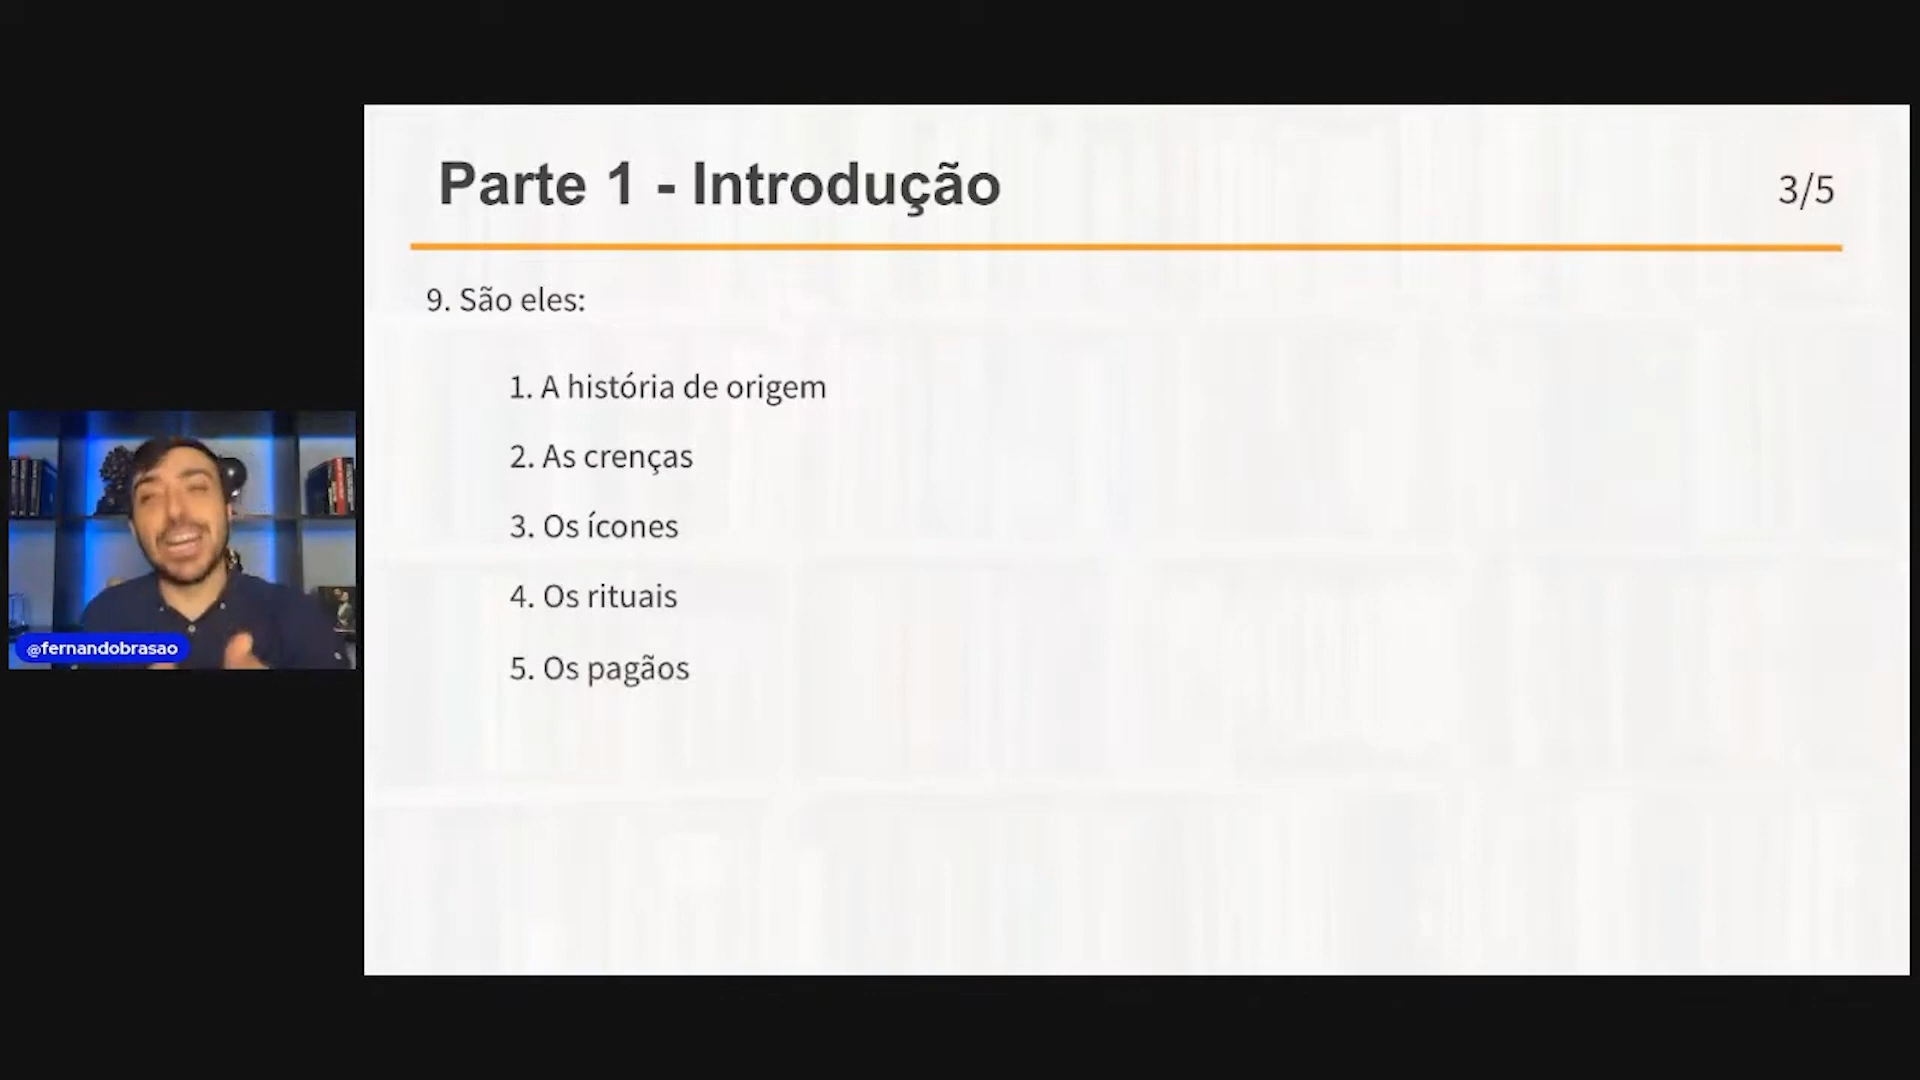 Parte 1 - Introdução
3/5
9. São eles:
1. A história de origem
2. As crenças
3. Os ícones
4. Os rituais
5. Os pagãos
@fernandobrasao